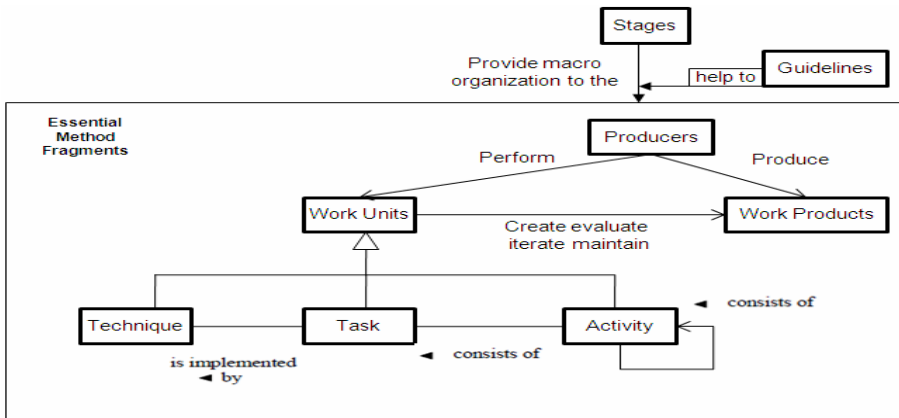 Stages
Provide macro
organization to the
help to
Guidelines
Essential
Method
Fragments
Producers
Perform
Produce
Work Units
Create evaluate
iterate maintain
Work Products
consists of
Technique
Task
Activity
is implemented
by
consists of